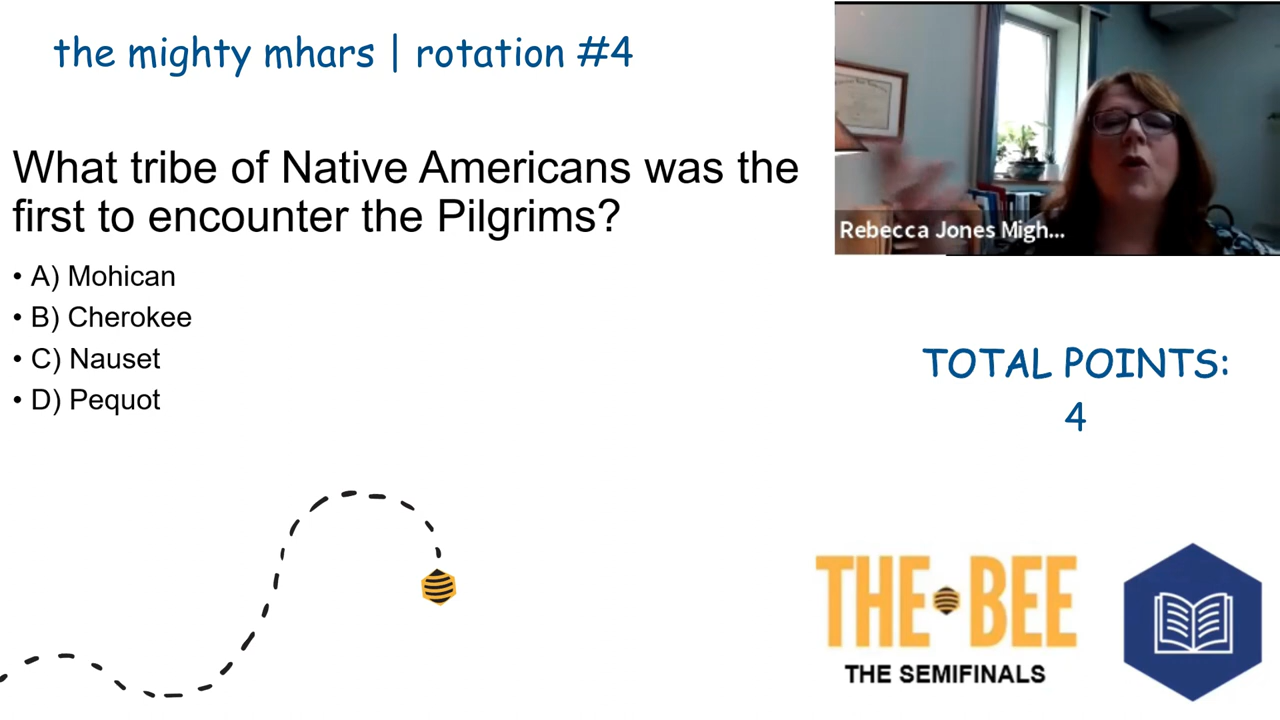 the mighty mhars | rotation #4
What tribe of Native Americans was the
first to encounter the Pilgrims?
• A) Mohican
• B) Cherokee
• C) Nauset
• D) Pequot
Rebecca Jones Migh...
TOTAL POINTS:
4
THE BEE
THE SEMIFINALS